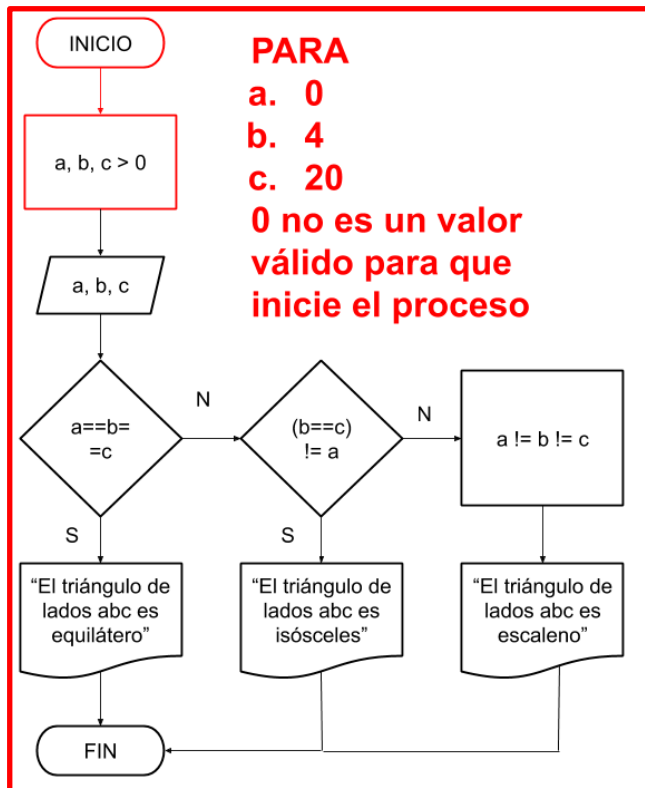 INICIO
PARA
a. 0
b. 4
c. 20
0 no es un valor
válido para que
inicie el proceso
a, b, c > 0
a, b, c
a==b=
=c
N
(b==c)
!= a
N
a != b != c
S
S
“El triángulo de
lados abc es
equilátero”
“El triángulo de
lados abc es
isósceles”
“El triángulo de
lados abc es
escaleno”
FIN